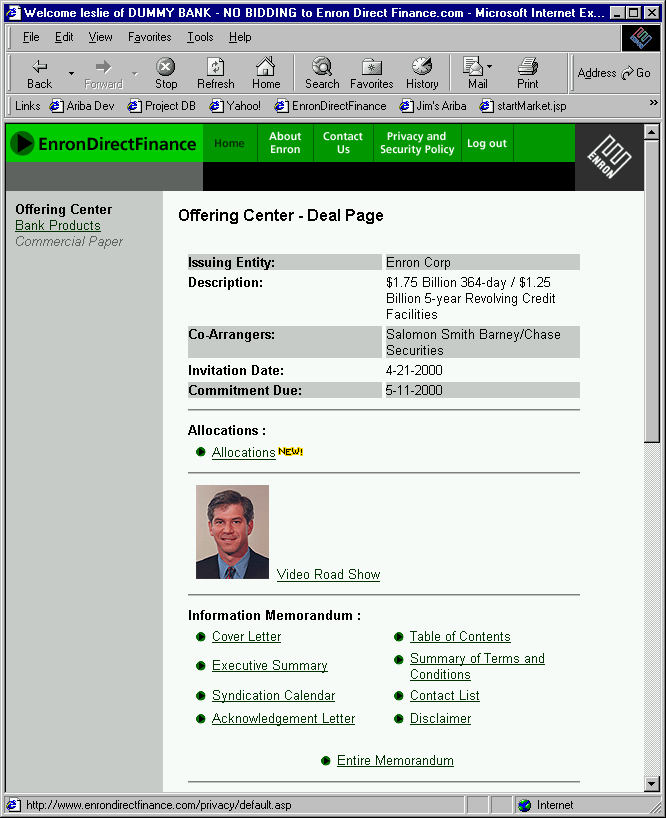 Welcome leslie of DUMMY BANK - NO BIDDING to Enron Direct Finance.com - Microsoft Internet Ex...
File Edit View Favorites Tools Help
Back Forward Stop Refresh Home Search Favorites History Mail Print Address Go
Links Ariba Dev Project DB Yahoo! EnronDirectFinance Jim's Ariba startMarket.jsp »
EnronDirectFinance Home About Enron Contact Us Privacy and Security Policy Log out
ENRON
Offering Center
Bank Products
Commercial Paper
Offering Center - Deal Page
Issuing Entity: Enron Corp
Description: $1.75 Billion 364-day / $1.25
Billion 5-year Revolving Credit
Facilities
Co-Arrangers: Salomon Smith Barney/Chase
Securities
Invitation Date: 4-21-2000
Commitment Due: 5-11-2000
Allocations :
Allocations NEW!
Video Road Show
Information Memorandum :
Cover Letter Table of Contents
Executive Summary Summary of Terms and
Conditions
Syndication Calendar Contact List
Acknowledgement Letter Disclaimer
Entire Memorandum
http://www.enrondirectfinance.com/privacy/default.asp Internet